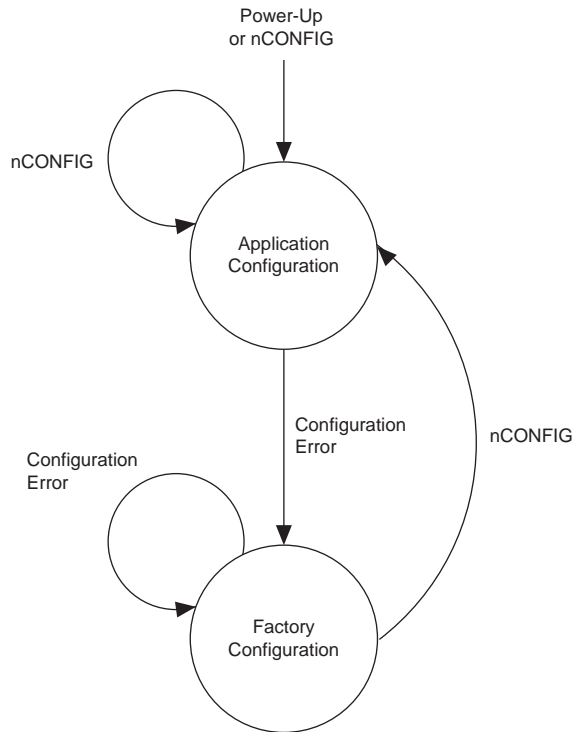 Power-Up
or nCONFIG
nCONFIG
Application
Configuration
Configuration
Error
nCONFIG
Configuration
Error
Factory
Configuration